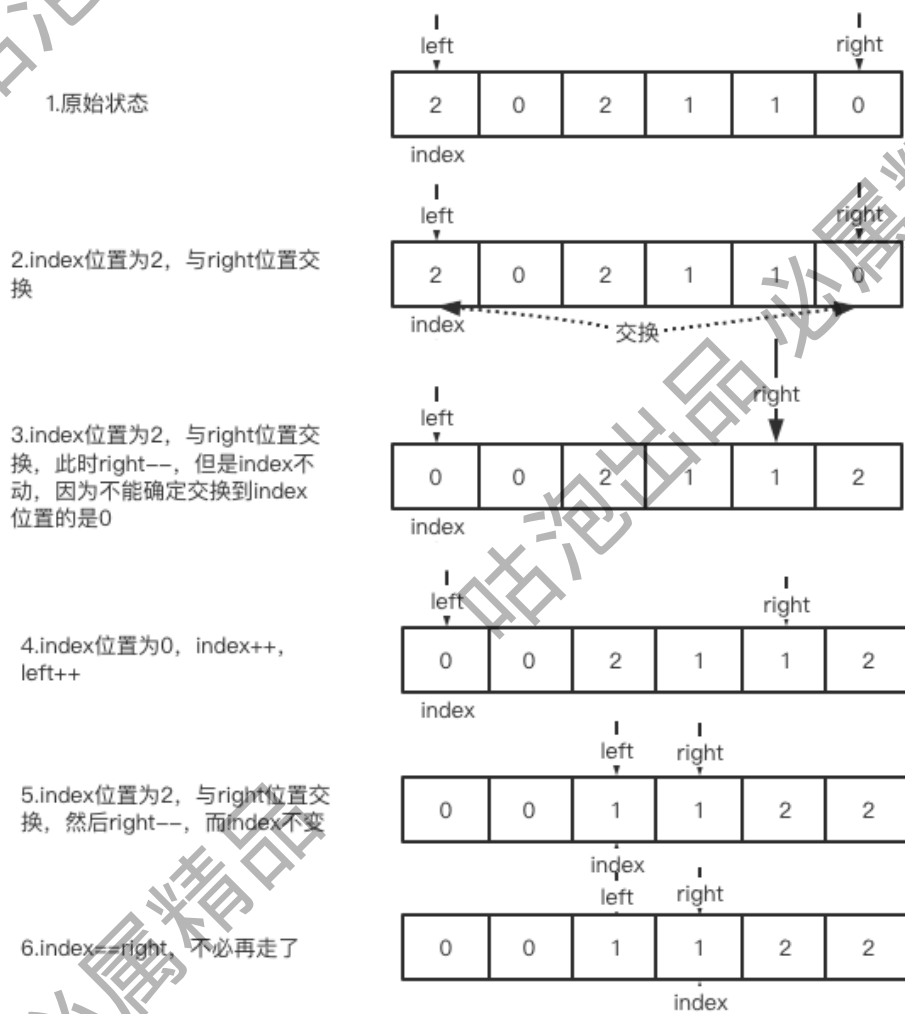 left right
1.原始状态
2 0 2 1 1 0
index
left right
2.index位置为2，与right位置交
换
2 0 2 1 1 0
index
交换
right
left
3.index位置为2，与right位置交
换，此时right--，但是index不
动，因为不能确定交换到index
位置的是0
0 0 2 1 1 2
index
left right
4.index位置为0，index++，
left++
0 0 2 1 1 2
index
left right
5.index位置为2，与right位置交
换，然后right--，而index不变
0 0 1 1 2 2
index
left right
6.index==right，不必再走了
0 0 1 1 2 2
index
咕泡出品 必属精品